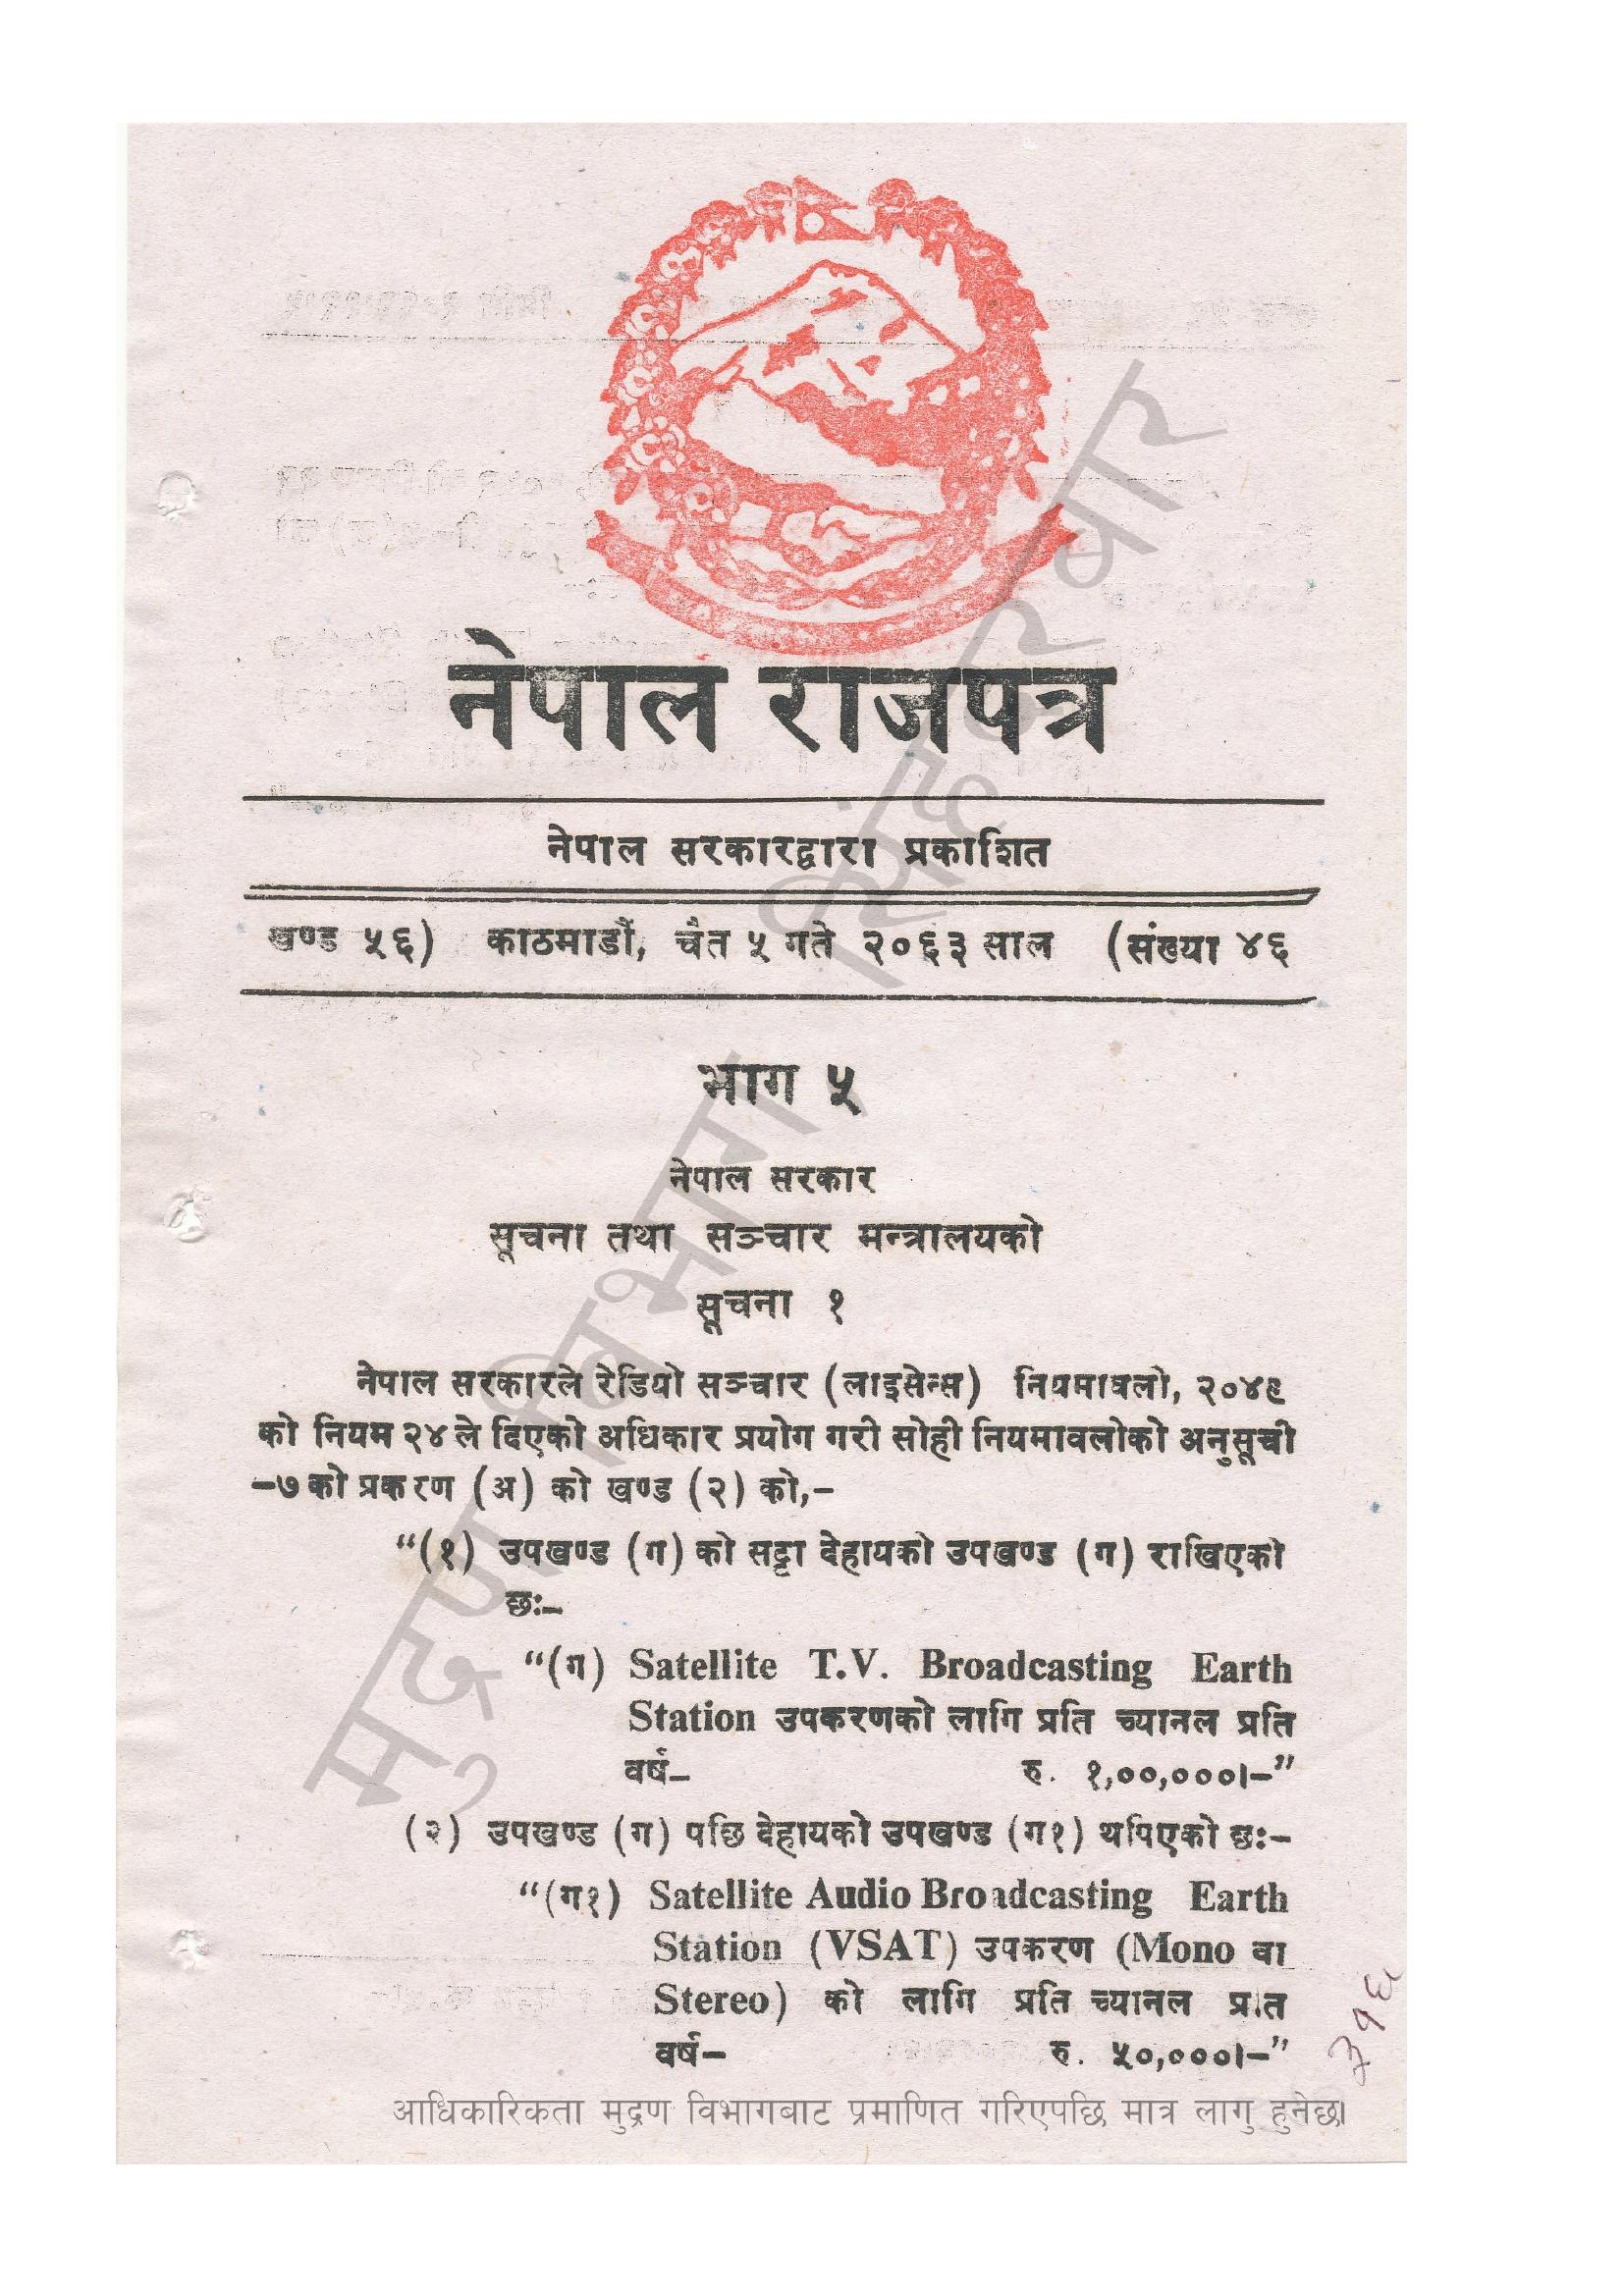 नेपाल राजपत्र
नेपाल सरकारद्वारा प्रकाशित
खण्ड ५६) काठमाडौं, चैत ५ गते २०६३ साल (संख्या ४६
भाग ५
नेपाल सरकार
सूचना तथा सञ्चार मन्त्रालयको
सूचना १
नेपाल सरकारले रेडियो सञ्चार (लाइसेन्स) नियमावली, २०४९
को नियम २४ ले दिएको अधिकार प्रयोग गरी सोही नियमावलीको अनुसूची
-७ को प्रकरण (अ) को खण्ड (२) को,-
“(१) उपखण्ड (ग) को सट्टा देहायको उपखण्ड (ग) राखिएको
छः-
“(ग) Satellite T.V. Broadcasting Earth
Station उपकरणको लागि प्रति च्यानल प्रति
वर्ष- रु. १,००,०००।-”
(२) उपखण्ड (ग) पछि देहायको उपखण्ड (ग१) थपिएको छः-
“(ग१) Satellite Audio Broadcasting Earth
Station (VSAT) उपकरण (Mono वा
Stereo) को लागि प्रति च्यानल प्रति
वर्ष- रु. ५०,०००।-”
७१६
आधिकारिकता मुद्रण विभागबाट प्रमाणित गरिएपछि मात्र लागु हुनेछ।
मुद्रण विभाग, सिंहदरवार